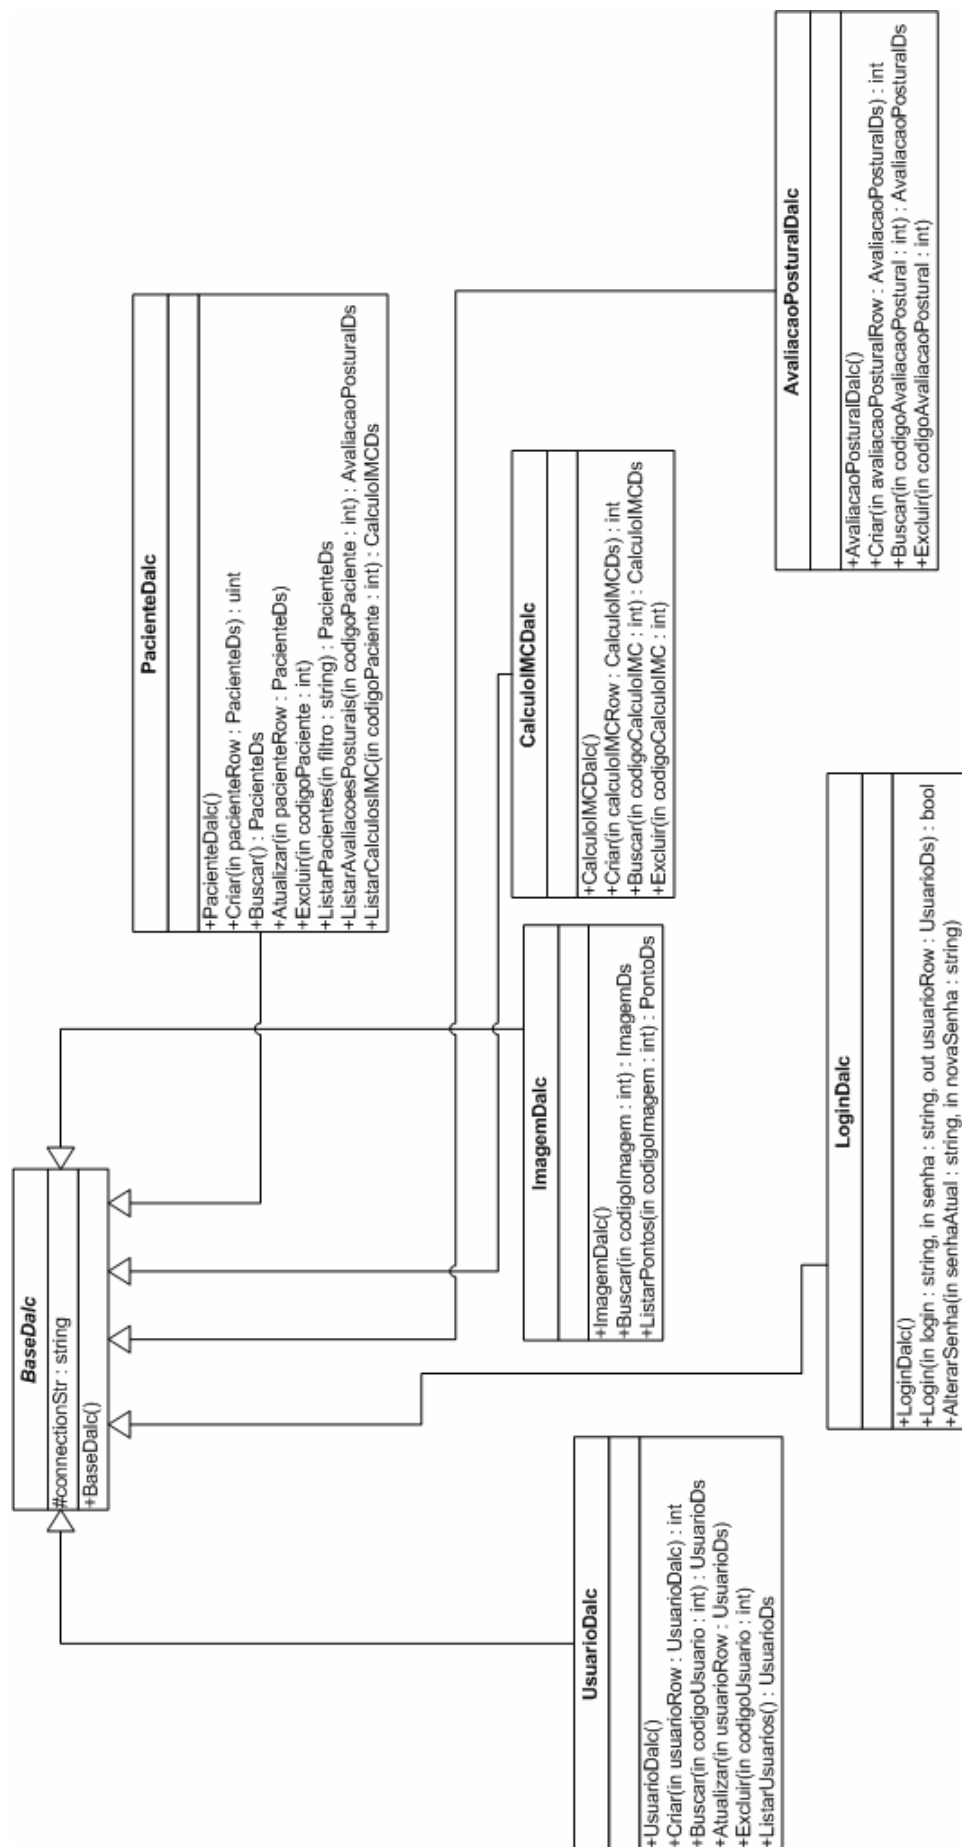 BaseDalc
#connectionStr : string
+BaseDalc()
UsuarioDalc
+UsuarioDalc()
+Criar(in usuarioRow : UsuarioDalc) : int
+Buscar(in codigoUsuario : int) : UsuarioDs
+Atualizar(in usuarioRow : UsuarioDs)
+Excluir(in codigoUsuario : int)
+ListarUsuarios() : UsuarioDs
LoginDalc
+LoginDalc()
+Login(in login : string, in senha : string, out usuarioRow : UsuarioDs) : bool
+AlterarSenha(in senhaAtual : string, in novaSenha : string)
ImagemDalc
+ImagemDalc()
+Buscar(in codigoImagem : int) : ImagemDs
+ListarPontos(in codigoImagem : int) : PontoDs
CalculoIMCDalc
+CalculoIMCDalc()
+Criar(in calculoIMCRow : CalculoIMCDs) : int
+Buscar(in codigoCalculoIMC : int) : CalculoIMCDs
+Excluir(in codigoCalculoIMC : int)
PacienteDalc
+PacienteDalc()
+Criar(in pacienteRow : PacienteDs) : uint
+Buscar() : PacienteDs
+Atualizar(in pacienteRow : PacienteDs)
+Excluir(in codigoPaciente : int)
+ListarPacientes(in filtro : string) : PacienteDs
+ListarAvaliacoesPosturais(in codigoPaciente : int) : AvaliacaoPosturalDs
+ListarCalculosIMC(in codigoPaciente : int) : CalculoIMCDs
AvaliacaoPosturalDalc
+AvaliacaoPosturalDalc()
+Criar(in avaliacaoPosturalRow : AvaliacaoPosturalDs) : int
+Buscar(in codigoAvaliacaoPostural : int) : AvaliacaoPosturalDs
+Excluir(in codigoAvaliacaoPostural : int)